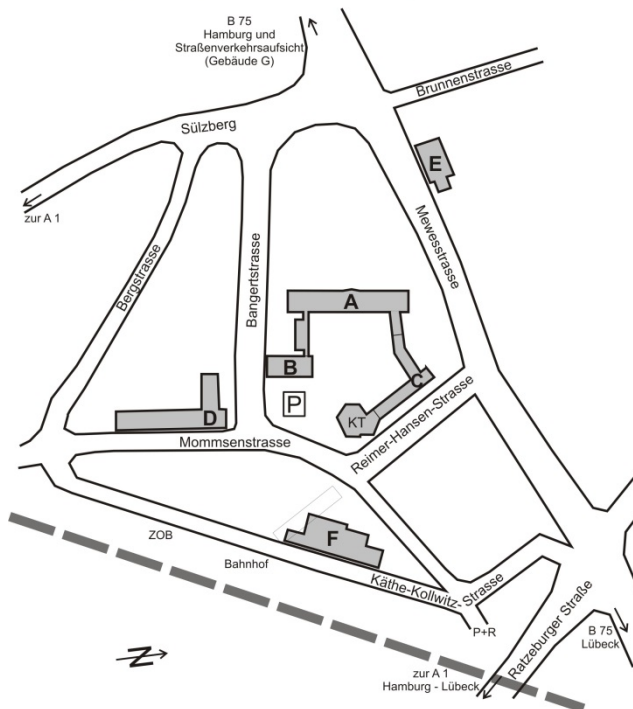 B 75
Hamburg und
Straßenverkehrsaufsicht
(Gebäude G)
Brunnenstrasse
Sülzberg
E
zur A 1
Mewesstrasse
Bergstrasse
Bangertstrasse
A
B
C
P
D
KT
Mommsenstrasse
Reimer-Hansen-Strasse
ZOB
F
Bahnhof
Käthe-Kollwitz-Strasse
P+R
Ratzeburger Straße
B 75
Lübeck
N
zur A 1
Hamburg - Lübeck